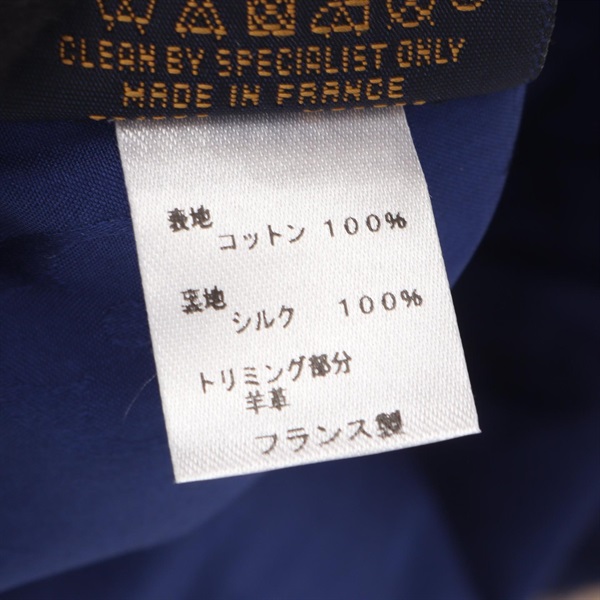 CLEAN BY SPECIALIST ONLY
MADE IN FRANCE
表地
コットン 100%
裏地
シルク 100%
トリミング部分
羊革
フランス製